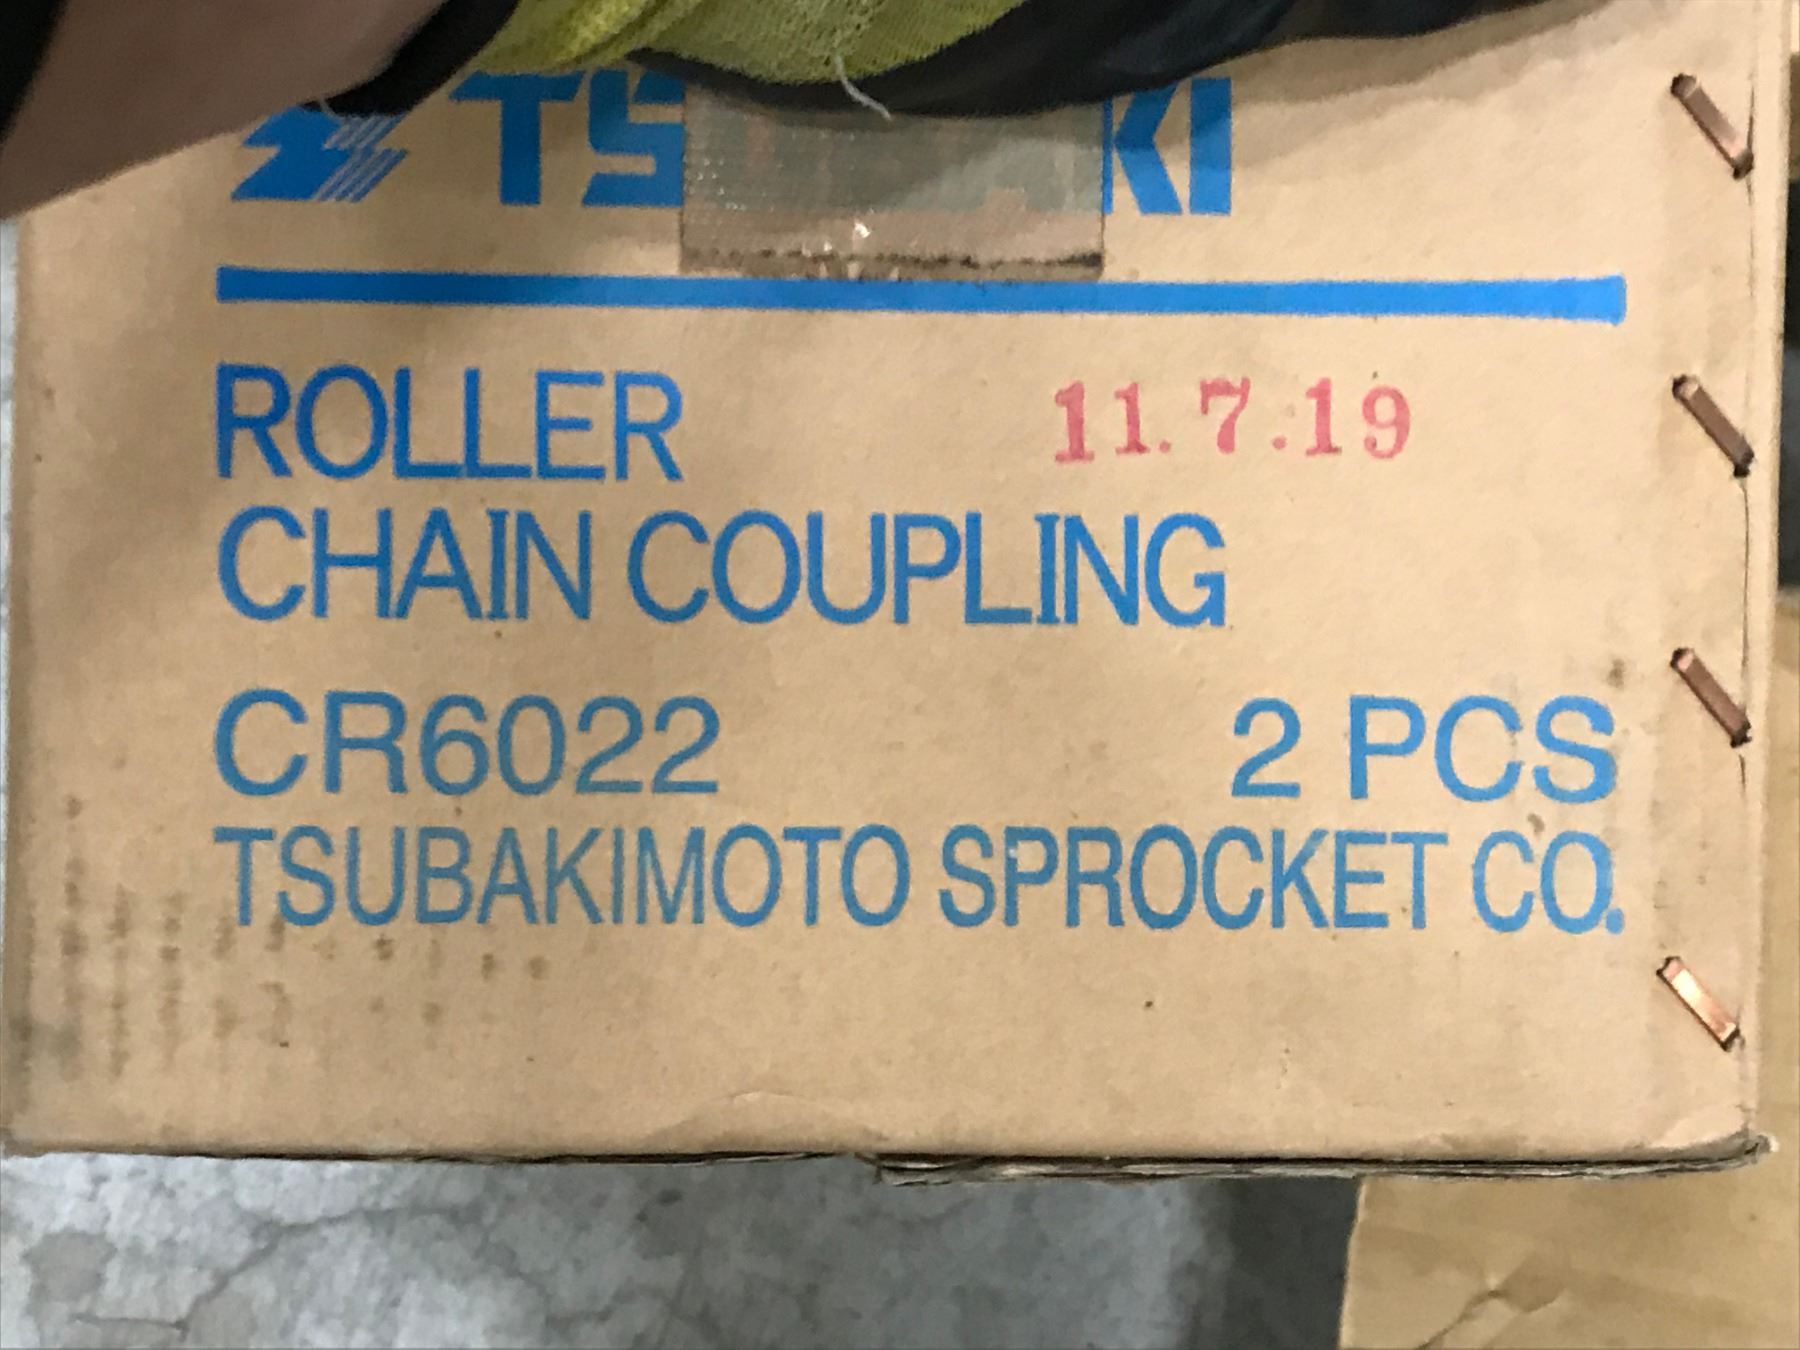 ROLLER 11.7.19
CHAIN COUPLING
CR6022 2 PCS
TSUBAKIMOTO SPROCKET CO.